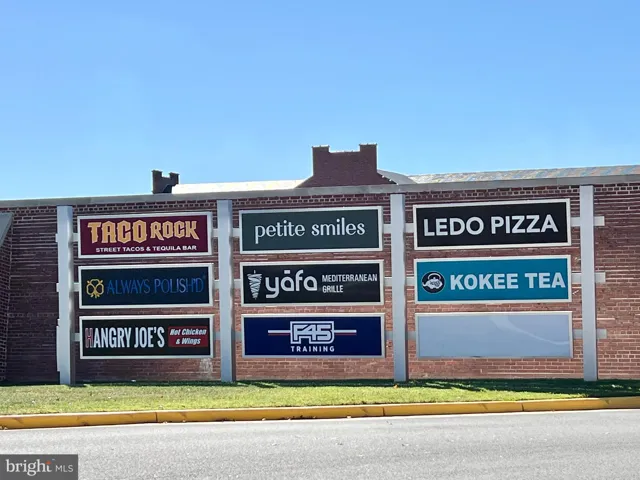 TACO ROCK
STREET TACOS & TEQUILA BAR
petite smiles
LEDO PIZZA
ALWAYS POLISH'D
yāfa MEDITERRANEAN
GRILLE
KOKEE TEA
HANGRY JOE'S Hot Chicken
& Wings
FA5
TRAINING
bright MLS